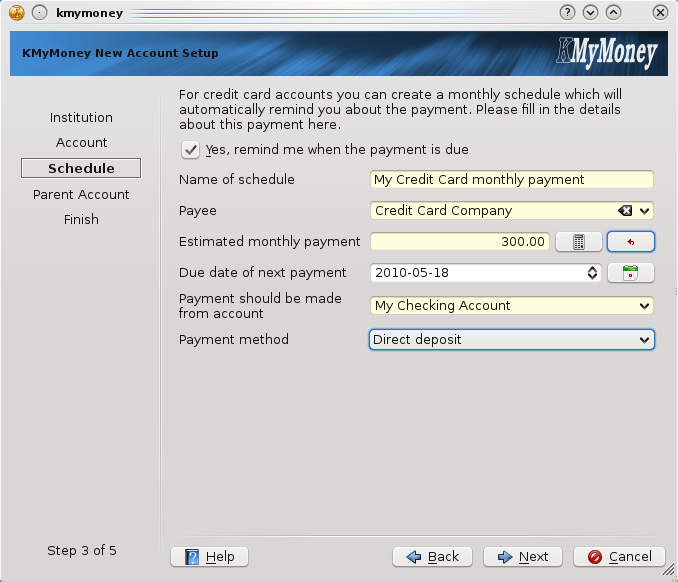 kmymoney
KMyMoney New Account Setup
KMyMoney
For credit card accounts you can create a monthly schedule which will
automatically remind you about the payment. Please fill in the details
about this payment here.
Institution
Account
Schedule
Parent Account
Finish
Yes, remind me when the payment is due
Name of schedule My Credit Card monthly payment
Payee Credit Card Company
Estimated monthly payment 300.00
Due date of next payment 2010-05-18
Payment should be made
from account My Checking Account
Payment method Direct deposit
Step 3 of 5
Help Back Next Cancel